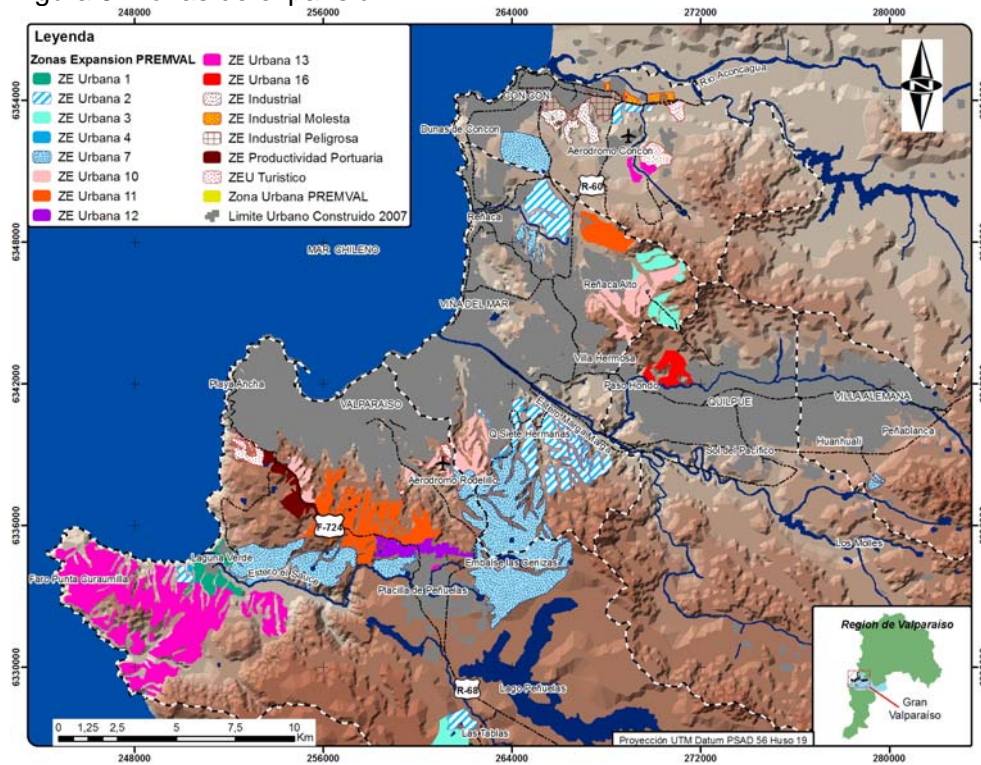 248000 256000 264000 272000 280000
Leyenda
Zonas Expansion PREMVAL
ZE Urbana 1
ZE Urbana 2
ZE Urbana 3
ZE Urbana 4
ZE Urbana 7
ZE Urbana 10
ZE Urbana 11
ZE Urbana 12
ZE Urbana 13
ZE Urbana 16
ZE Industrial
ZE Industrial Molesta
ZE Industrial Peligrosa
ZE Productividad Portuaria
ZEU Turistico
Zona Urbana PREMVAL
Limite Urbano Construido 2007
N
Rio Aconcagua
CON CON
Dunas de Concon
Aerodromo Concon
R-60
Reñaca
MAR CHILENO
Reñaca Alto
VIÑA DEL MAR
Villa Hermosa
Paso Hondo
Playa Ancha
VALPARAISO
QUILPUE
VILLA ALEMANA
Estero Marga Marga
Q Siete Hermanas
Peñablanca
Huanhuali
Sol del Pacifico
Aerodromo Rodelillo
F-724
Los Molles
Laguna Verde
Embalse las Cenizas
Faro Punta Curaumilla
Estero el Sauce
Placilla de Peñuelas
Region de Valparaíso
Gran
Valparaíso
R-68
Lago Peñuelas
Las Tablas
0 1,25 2,5 5 7,5 10
Km
Proyección UTM Datum PSAD 56 Huso 19
6354000
6348000
6342000
6336000
6330000
248000 256000 264000 272000 280000